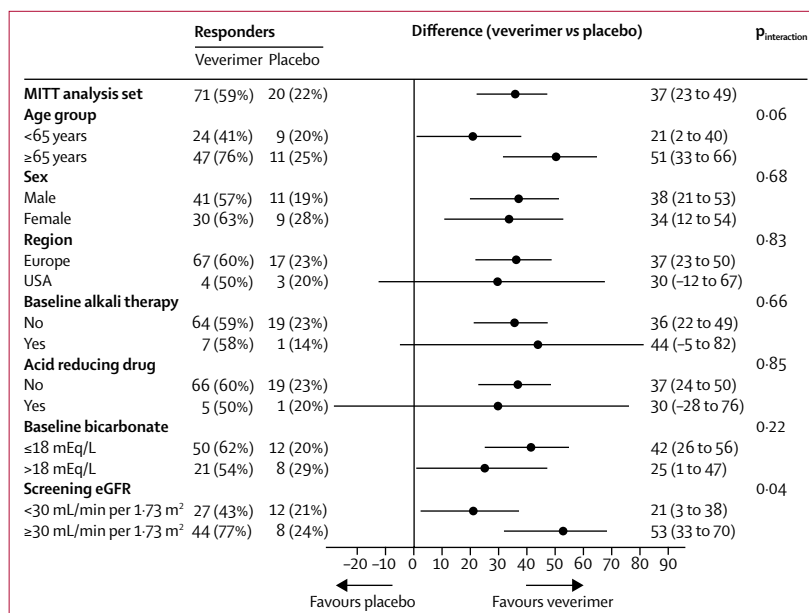 Responders Difference (veverimer vs placebo) p interaction
Veverimer Placebo
MITT analysis set 71 (59%) 20 (22%) 37 (23 to 49)
Age group 0·06
<65 years 24 (41%) 9 (20%) 21 (2 to 40)
≥65 years 47 (76%) 11 (25%) 51 (33 to 66)
Sex 0·68
Male 41 (57%) 11 (19%) 38 (21 to 53)
Female 30 (63%) 9 (28%) 34 (12 to 54)
Region 0·83
Europe 67 (60%) 17 (23%) 37 (23 to 50)
USA 4 (50%) 3 (20%) 30 (–12 to 67)
Baseline alkali therapy 0·66
No 64 (59%) 19 (23%) 36 (22 to 49)
Yes 7 (58%) 1 (14%) 44 (–5 to 82)
Acid reducing drug 0·85
No 66 (60%) 19 (23%) 37 (24 to 50)
Yes 5 (50%) 1 (20%) 30 (–28 to 76)
Baseline bicarbonate 0·22
≤18 mEq/L 50 (62%) 12 (20%) 42 (26 to 56)
>18 mEq/L 21 (54%) 8 (29%) 25 (1 to 47)
Screening eGFR 0·04
<30 mL/min per 1·73 m² 27 (43%) 12 (21%) 21 (3 to 38)
≥30 mL/min per 1·73 m² 44 (77%) 8 (24%) 53 (33 to 70)
–20 –10 0 10 20 30 40 50 60 70 80 90
Favours placebo Favours veverimer